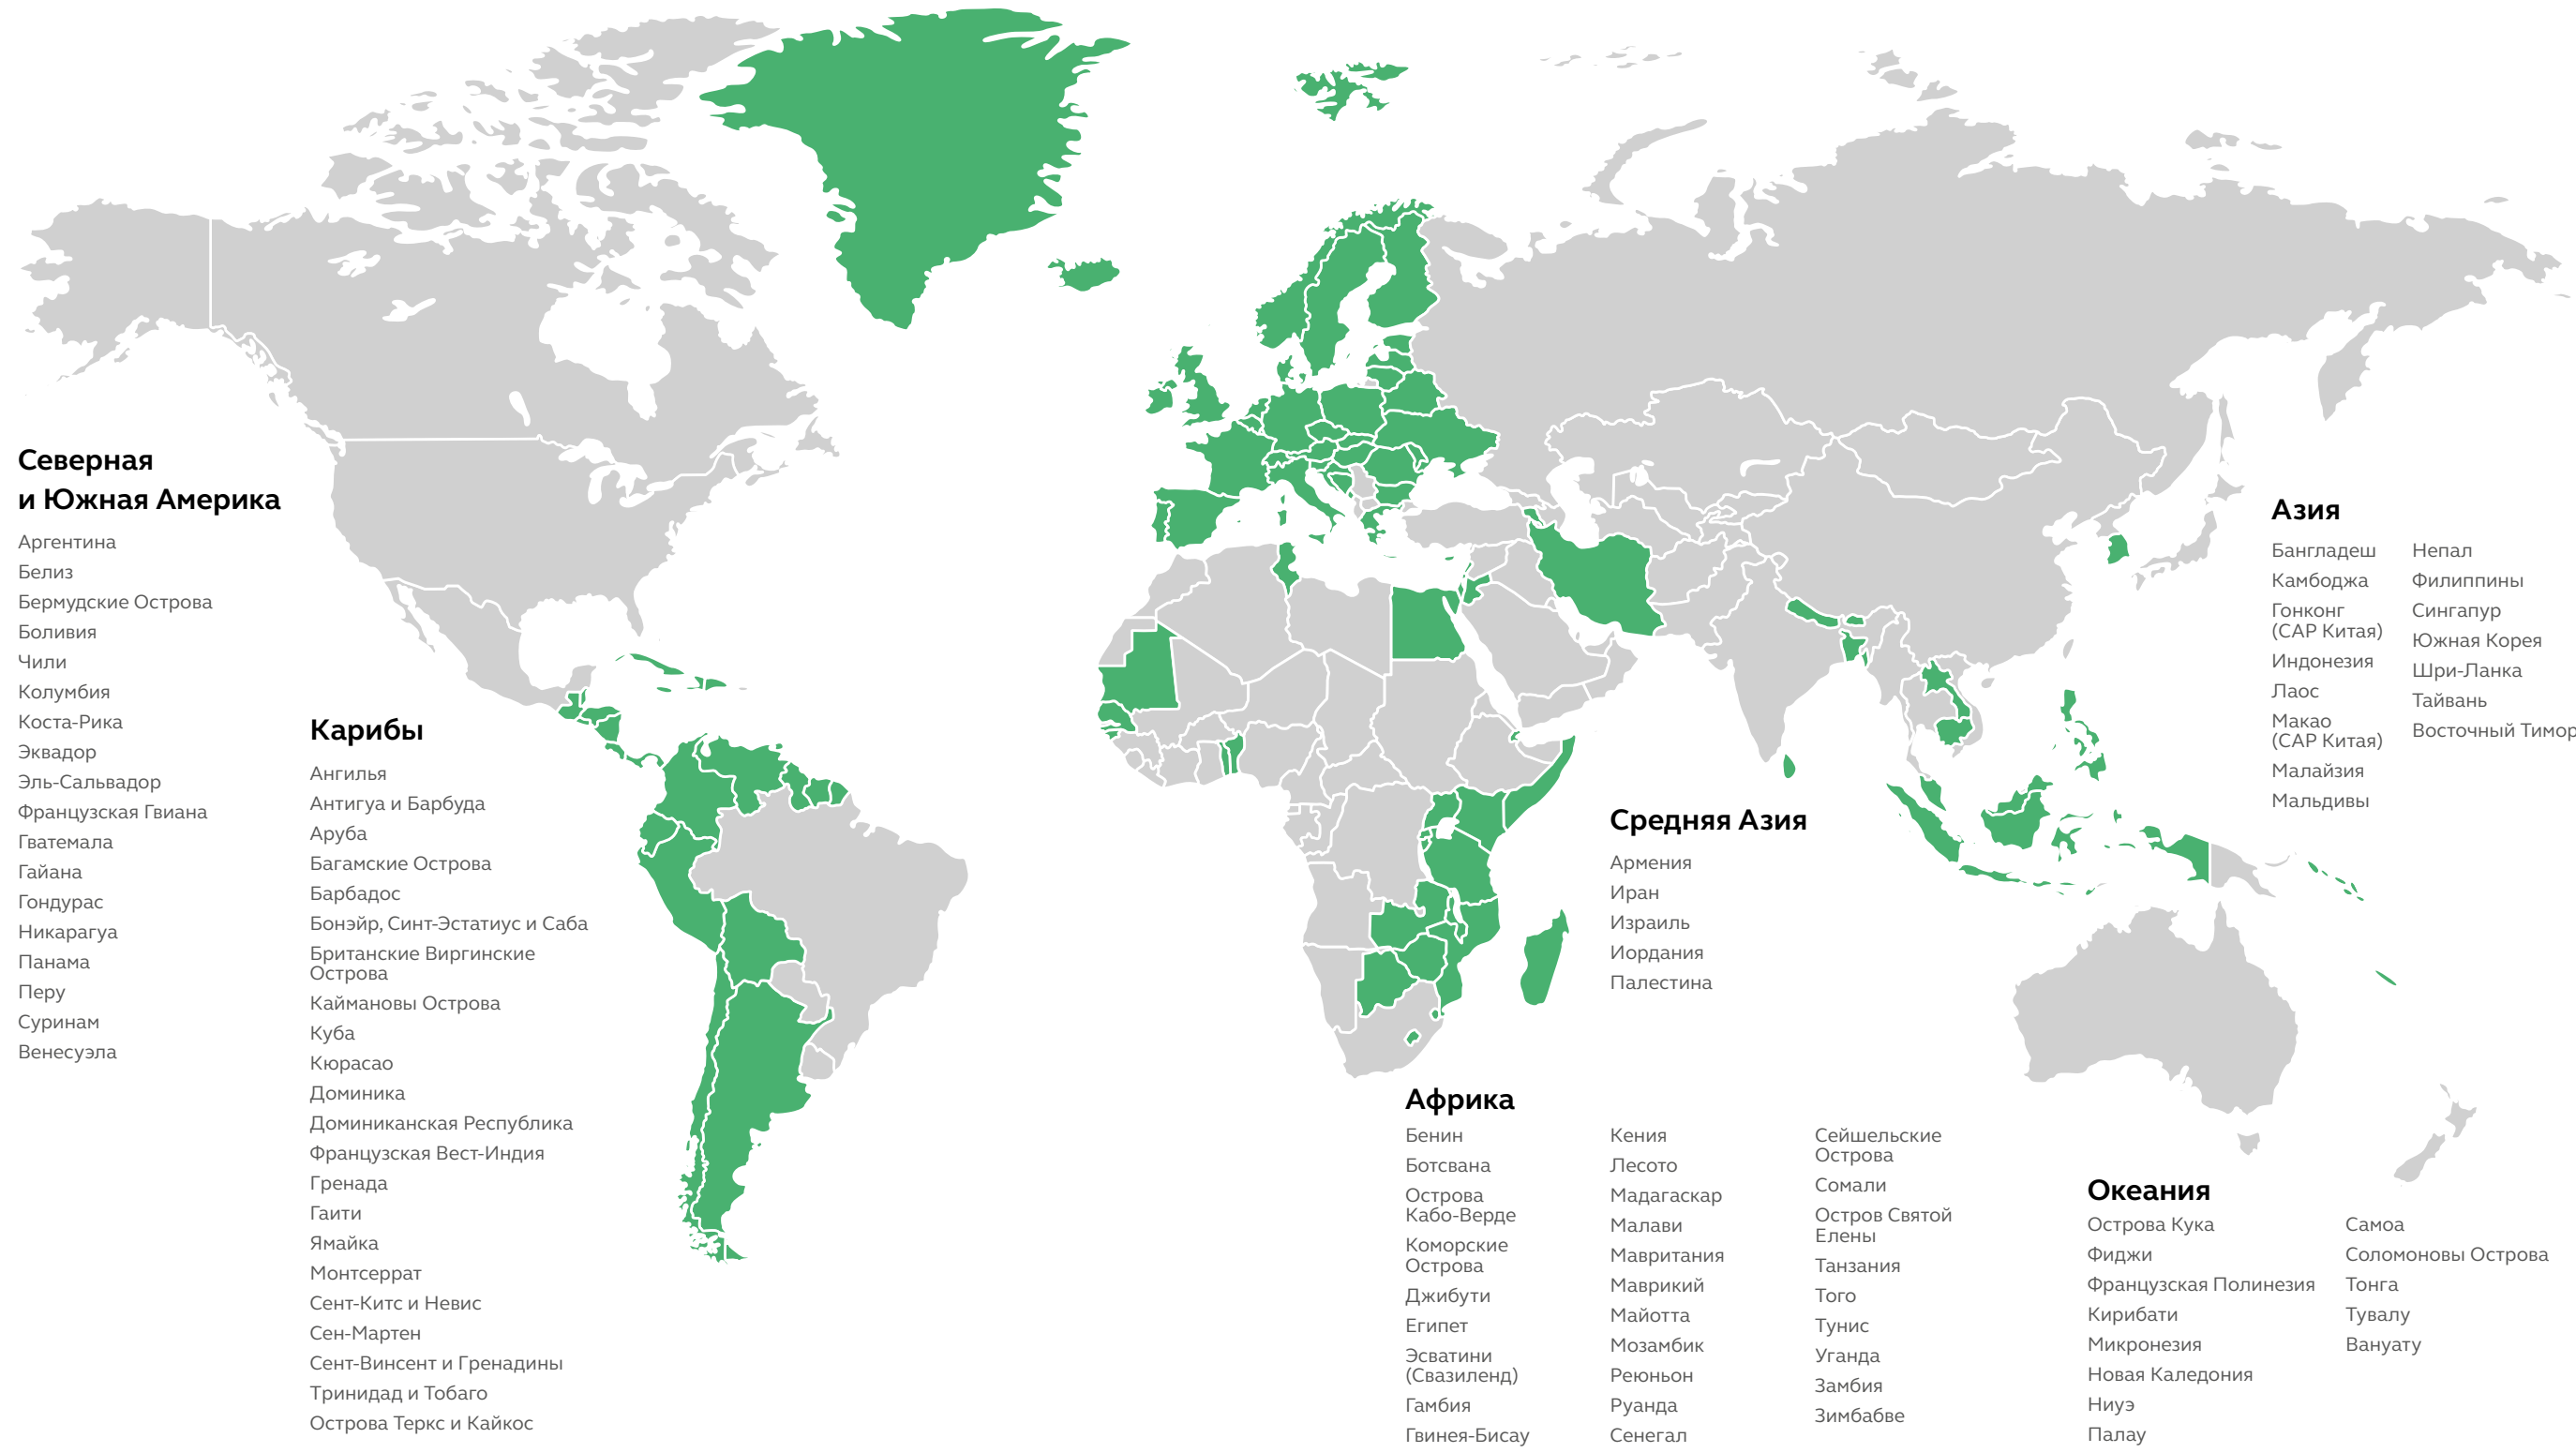 Северная
и Южная Америка
Аргентина
Белиз
Бермудские Острова
Боливия
Чили
Колумбия
Коста-Рика
Эквадор
Эль-Сальвадор
Французская Гвиана
Гватемала
Гайана
Гондурас
Никарагуа
Панама
Перу
Суринам
Венесуэла
Карибы
Ангилья
Антигуа и Барбуда
Аруба
Багамские Острова
Барбадос
Бонэйр, Синт-Эстатиус и Саба
Британские Виргинские
Острова
Каймановы Острова
Куба
Кюрасао
Доминика
Доминиканская Республика
Французская Вест-Индия
Гренада
Гаити
Ямайка
Монтсеррат
Сент-Китс и Невис
Сен-Мартен
Сент-Винсент и Гренадины
Тринидад и Тобаго
Острова Теркс и Кайкос
Средняя Азия
Армения
Иран
Израиль
Иордания
Палестина
Африка
Бенин
Ботсвана
Острова
Кабо-Верде
Коморские
Острова
Джибути
Египет
Эсватини
(Свазиленд)
Гамбия
Гвинея-Бисау
Кения
Лесото
Мадагаскар
Малави
Мавритания
Маврикий
Майотта
Мозамбик
Реюньон
Руанда
Сенегал
Сейшельские
Острова
Сомали
Остров Святой
Елены
Танзания
Того
Тунис
Уганда
Замбия
Зимбабве
Азия
Бангладеш
Камбоджа
Гонконг
(САР Китая)
Индонезия
Лаос
Макао
(САР Китая)
Малайзия
Мальдивы
Непал
Филиппины
Сингапур
Южная Корея
Шри-Ланка
Тайвань
Восточный Тимор
Океания
Острова Кука
Фиджи
Французская Полинезия
Кирибати
Микронезия
Новая Каледония
Ниуэ
Палау
Самоа
Соломоновы Острова
Тонга
Тувалу
Вануату